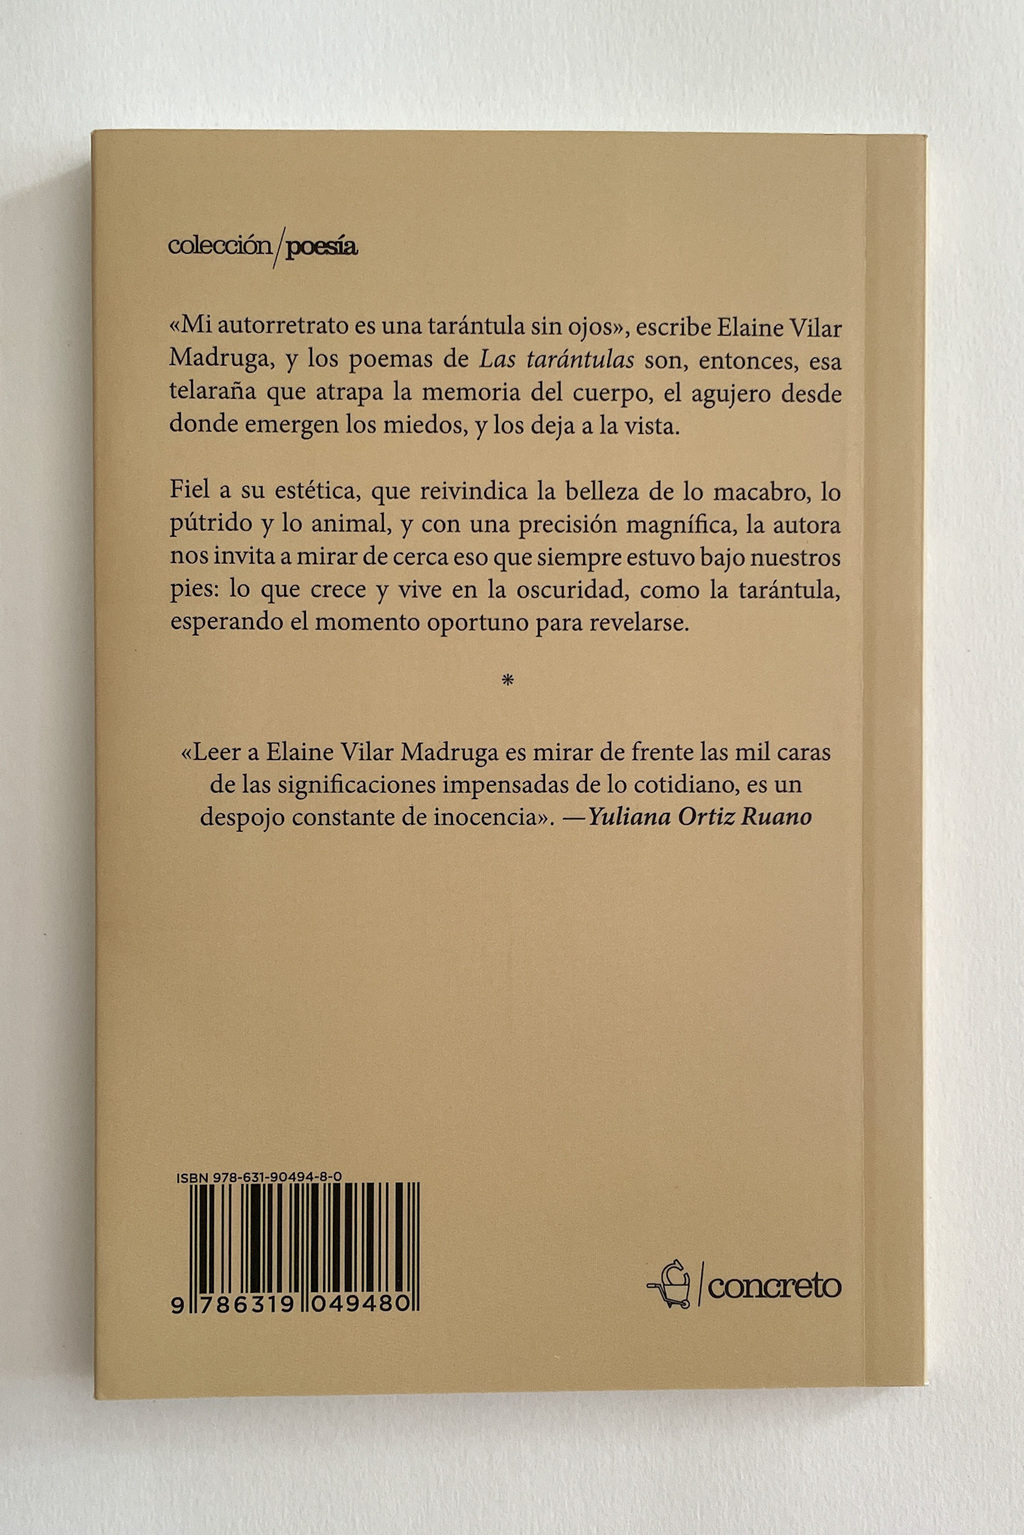 colección/poesía
«Mi autorretrato es una tarántula sin ojos», escribe Elaine Vilar
Madruga, y los poemas de Las tarántulas son, entonces, esa
telaraña que atrapa la memoria del cuerpo, el agujero desde
donde emergen los miedos, y los deja a la vista.
Fiel a su estética, que reivindica la belleza de lo macabro, lo
pútrido y lo animal, y con una precisión magnífica, la autora
nos invita a mirar de cerca eso que siempre estuvo bajo nuestros
pies: lo que crece y vive en la oscuridad, como la tarántula,
esperando el momento oportuno para revelarse.
*
«Leer a Elaine Vilar Madruga es mirar de frente las mil caras
de las significaciones impensadas de lo cotidiano, es un
despojo constante de inocencia». —Yuliana Ortiz Ruano
ISBN 978-631-90494-8-0
9 786319 049480
/concreto